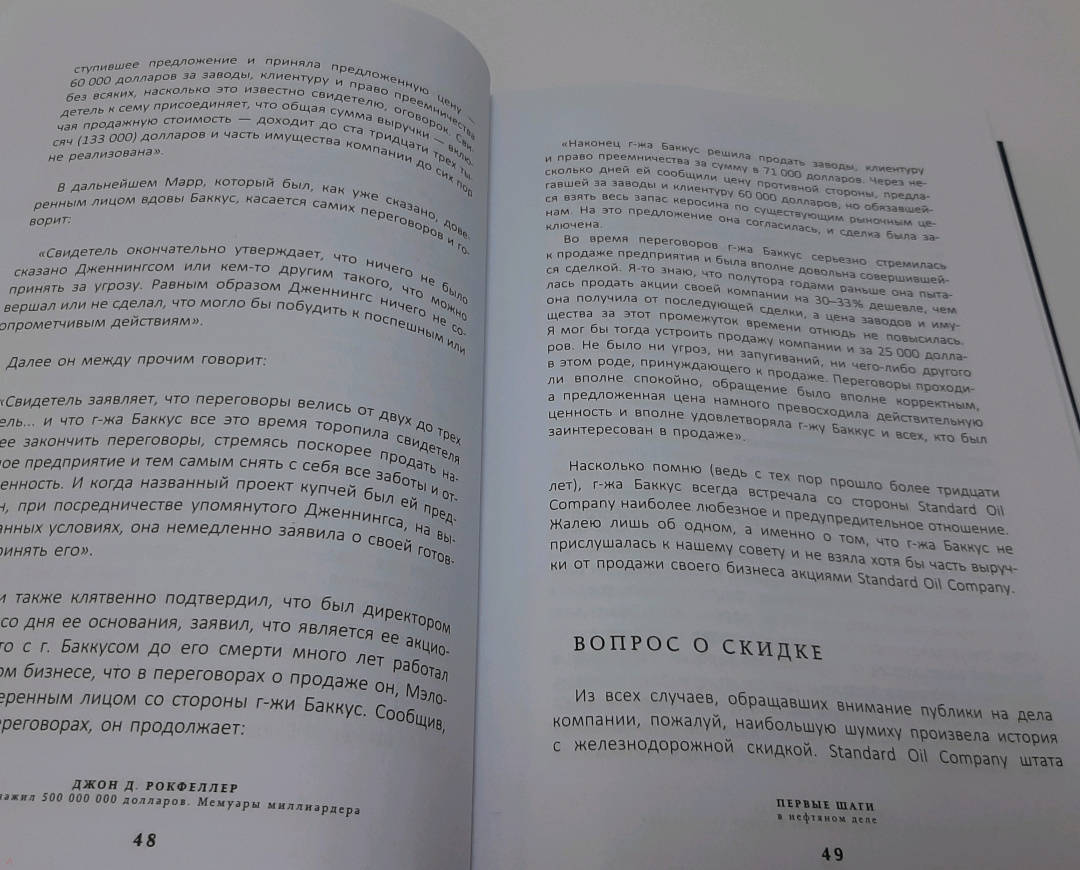 ступившее предложение и приняла предложенную цену —
60 000 долларов за заводы, клиентуру и право преемничества
без всяких, насколько это известно свидетелю, оговорок. Сви-
детель к сему присоединяет, что общая сумма выручки — вклю-
чая продажную стоимость — доходит до ста тридцати трех ты-
сяч (133 000) долларов и часть имущества компании до сих пор
не реализована».
В дальнейшем Марр, который был, как уже сказано, дове-
ренным лицом вдовы Баккус, касается самих переговоров и го-
ворит:
«Свидетель окончательно утверждает, что ничего не было
сказано Дженнингсом или кем-то другим такого, что можно
принять за угрозу. Равным образом Дженнингс ничего не со-
вершал или не сделал, что могло бы побудить к поспешным или
опрометчивым действиям».
Далее он между прочим говорит:
«Свидетель заявляет, что переговоры велись от двух до трех
ель... и что г-жа Баккус все это время торопила свидетеля
ее закончить переговоры, стремясь поскорее продать на-
ное предприятие и тем самым снять с себя все заботы и от-
енность. И когда названный проект купчей был ей пред-
н, при посредничестве упомянутого Дженнингса, на вы-
анных условиях, она немедленно заявила о своей готов-
ринять его».
и также клятвенно подтвердил, что был директором
со дня ее основания, заявил, что является ее акцио-
то с г. Баккусом до его смерти много лет работал
ом бизнесе, что в переговорах о продаже он, Мэло-
еренным лицом со стороны г-жи Баккус. Сообщив,
ереговорах, он продолжает:
ДЖОН Д. РОКФЕЛЛЕР
нажил 500 000 000 долларов. Мемуары миллиардера
48
«Наконец г-жа Баккус решила продать заводы, клиентуру
и право преемничества за сумму в 71 000 долларов. Через не-
сколько дней ей сообщили цену противной стороны, предла-
гавшей за заводы и клиентуру 60 000 долларов, но обязавшей-
ся взять весь запас керосина по существующим рыночным це-
нам. На это предложение она согласилась, и сделка была за-
ключена.
Во время переговоров г-жа Баккус серьезно стремилась
к продаже предприятия и была вполне довольна совершившей-
ся сделкой. Я-то знаю, что полутора годами раньше она пыта-
лась продать акции своей компании на 30–33% дешевле, чем
она получила от последующей сделки, а цена заводов и иму-
щества за этот промежуток времени отнюдь не повысилась.
Я мог бы тогда устроить продажу компании и за 25 000 долла-
ров. Не было ни угроз, ни запугиваний, ни чего-либо другого
в этом роде, принуждающего к продаже. Переговоры проходи-
ли вполне спокойно, обращение было вполне корректным,
а предложенная цена намного превосходила действительную
ценность и вполне удовлетворяла г-жу Баккус и всех, кто был
заинтересован в продаже».
Насколько помню (ведь с тех пор прошло более тридцати
лет), г-жа Баккус всегда встречала со стороны Standard Oil
Company наиболее любезное и предупредительное отношение.
Жалею лишь об одном, а именно о том, что г-жа Баккус не
прислушалась к нашему совету и не взяла хотя бы часть выруч-
ки от продажи своего бизнеса акциями Standard Oil Company.
ВОПРОС О СКИДКЕ
Из всех случаев, обращавших внимание публики на дела
компании, пожалуй, наибольшую шумиху произвела история
с железнодорожной скидкой. Standard Oil Company штата
ПЕРВЫЕ ШАГИ
в нефтяном деле
49